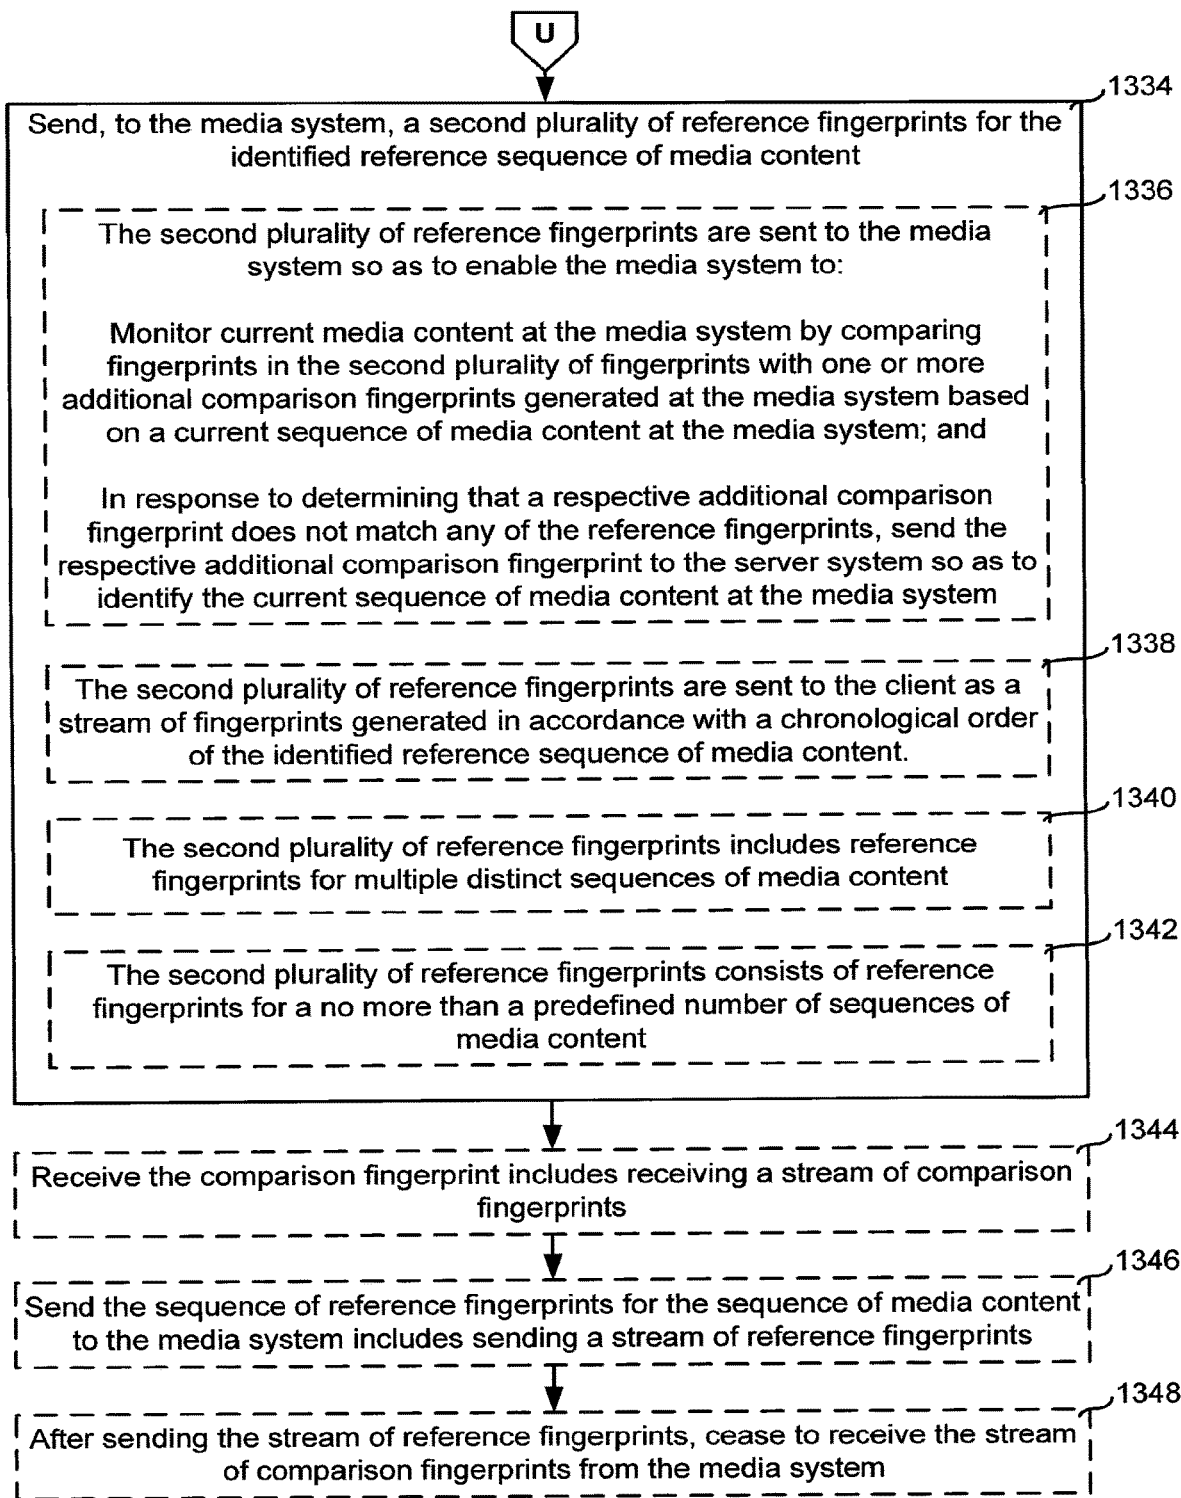 U
1334
Send, to the media system, a second plurality of reference fingerprints for the
identified reference sequence of media content
1336
The second plurality of reference fingerprints are sent to the media
system so as to enable the media system to:
Monitor current media content at the media system by comparing
fingerprints in the second plurality of fingerprints with one or more
additional comparison fingerprints generated at the media system based
on a current sequence of media content at the media system; and
In response to determining that a respective additional comparison
fingerprint does not match any of the reference fingerprints, send the
respective additional comparison fingerprint to the server system so as to
identify the current sequence of media content at the media system
1338
The second plurality of reference fingerprints are sent to the client as a
stream of fingerprints generated in accordance with a chronological order
of the identified reference sequence of media content.
1340
The second plurality of reference fingerprints includes reference
fingerprints for multiple distinct sequences of media content
1342
The second plurality of reference fingerprints consists of reference
fingerprints for a no more than a predefined number of sequences of
media content
1344
Receive the comparison fingerprint includes receiving a stream of comparison
fingerprints
1346
Send the sequence of reference fingerprints for the sequence of media content
to the media system includes sending a stream of reference fingerprints
1348
After sending the stream of reference fingerprints, cease to receive the stream
of comparison fingerprints from the media system